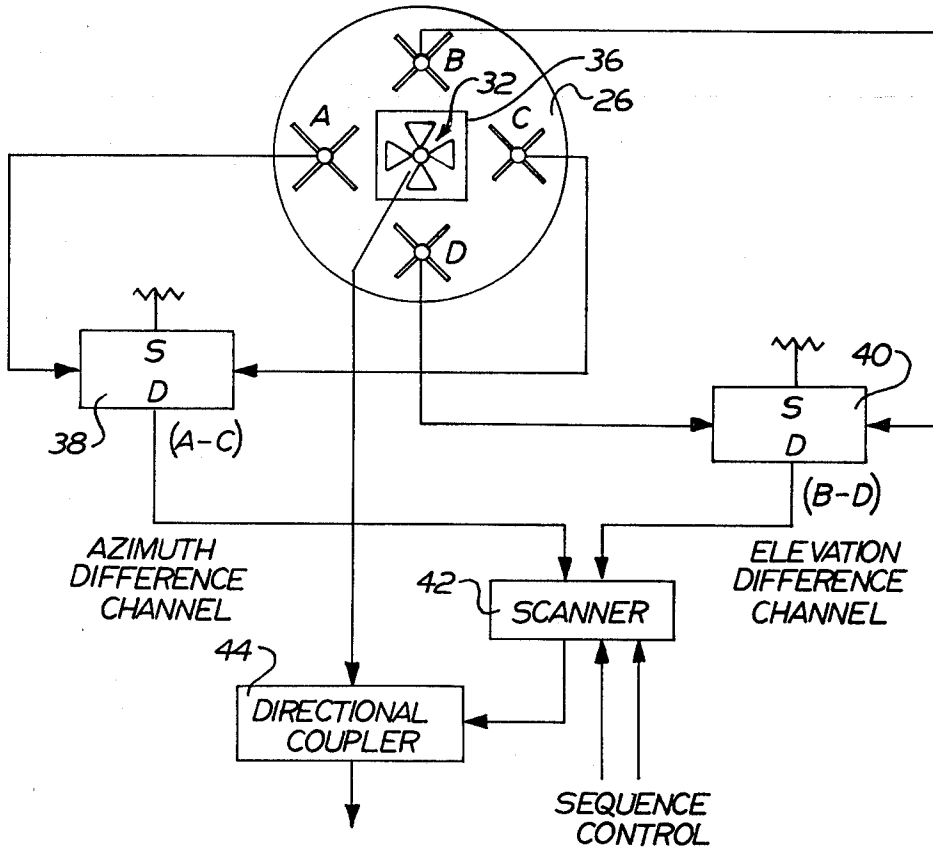 B
36
32
26
A
C
D
S
D
38
(A-C)
40
S
D
(B-D)
AZIMUTH
DIFFERENCE
CHANNEL
ELEVATION
DIFFERENCE
CHANNEL
42
SCANNER
44
DIRECTIONAL
COUPLER
SEQUENCE
CONTROL